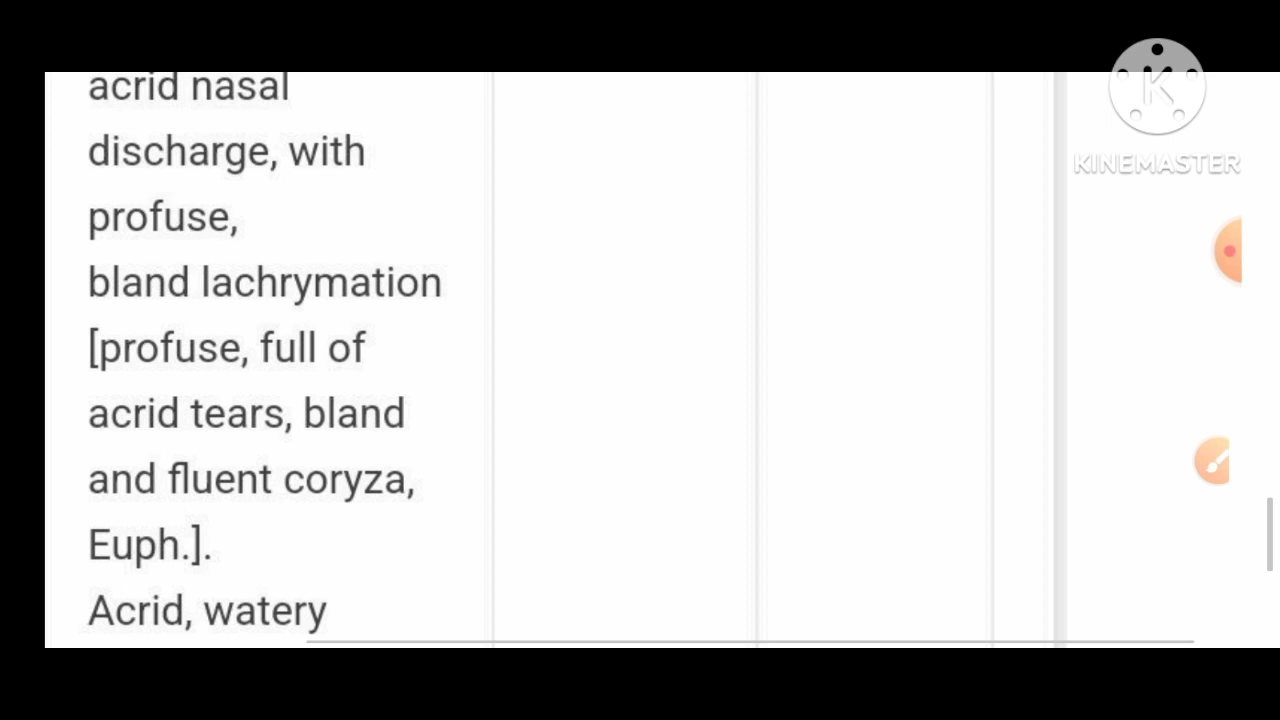 acrid nasal
discharge, with
profuse,
bland lachrymation
[profuse, full of
acrid tears, bland
and fluent coryza,
Euph.].
Acrid, watery
K
KINEMASTER